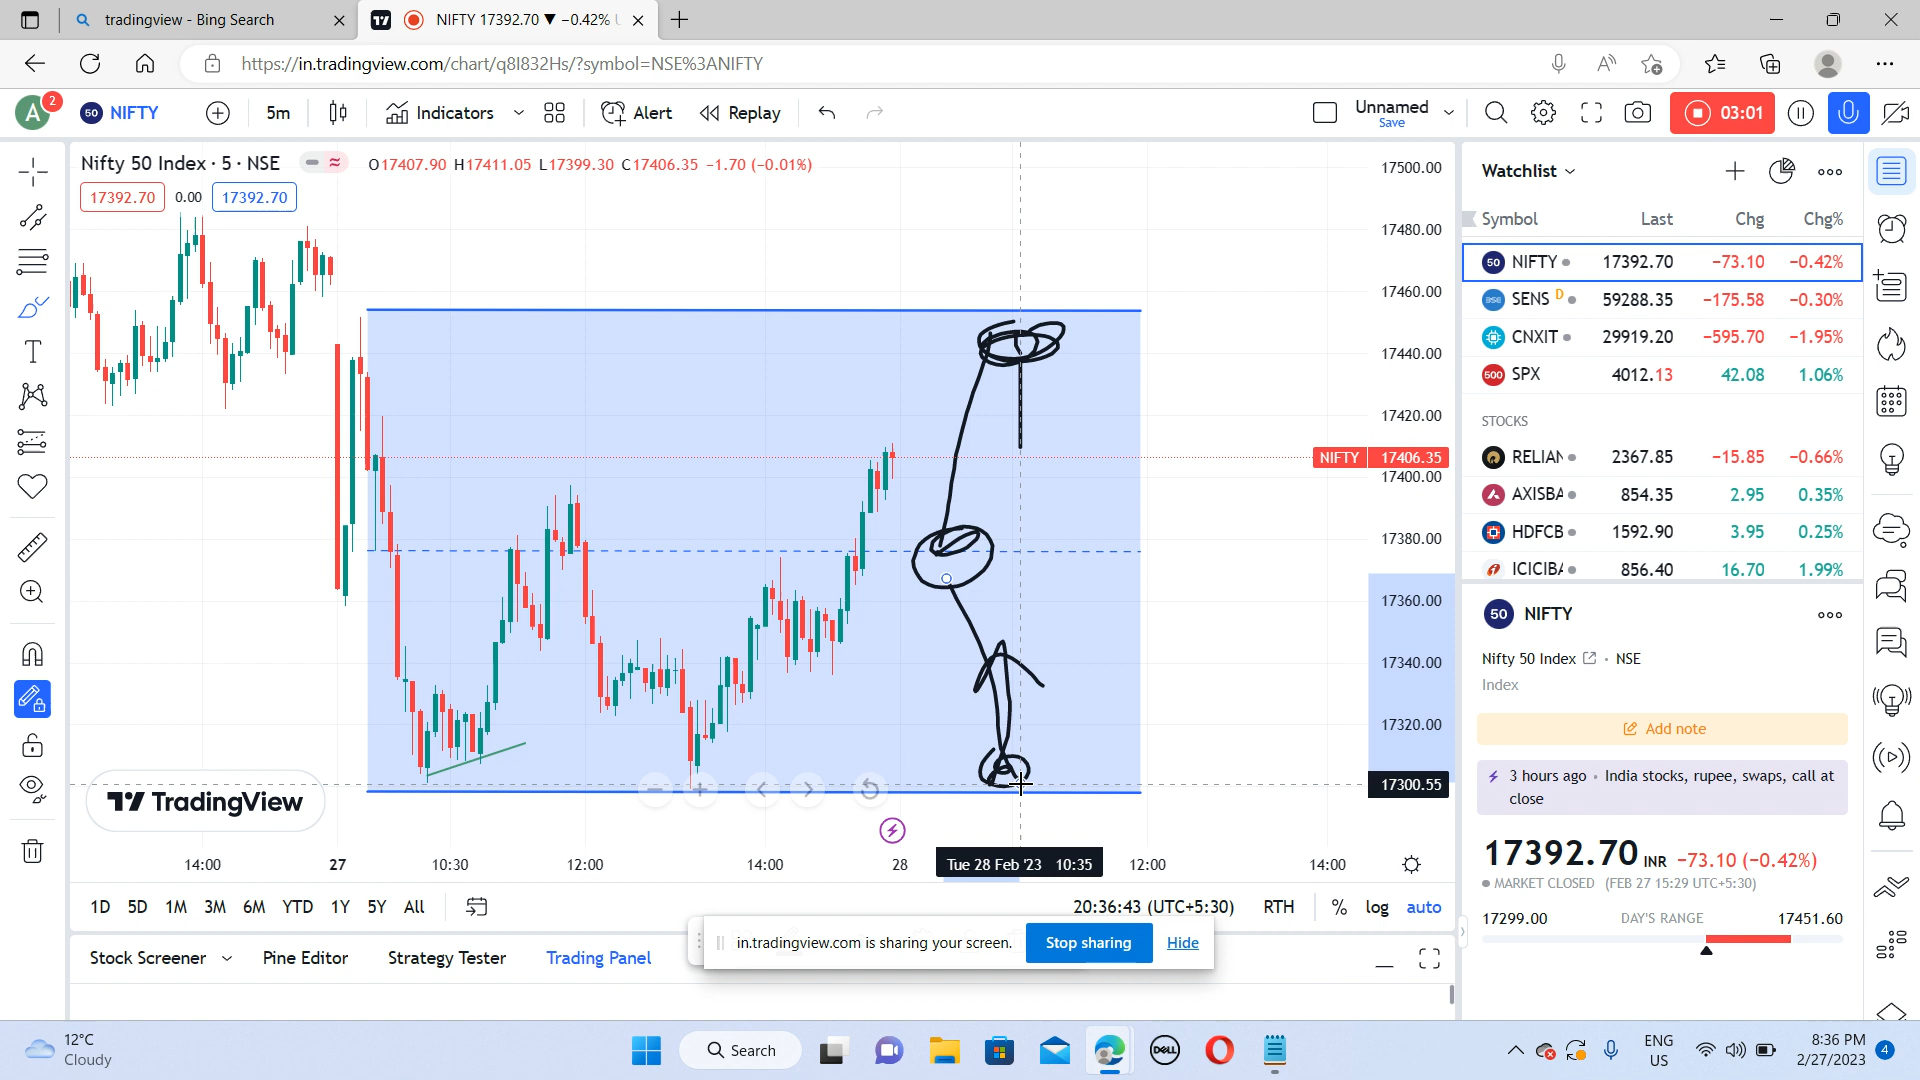 tradingview - Bing Search
NIFTY 17392.70 ▼ −0.42%
https://in.tradingview.com/chart/q8I832Hs/?symbol=NSE%3ANIFTY
A 2 50 NIFTY 5m Indicators Alert Replay Unnamed Save 03:01
Nifty 50 Index · 5 · NSE O17407.90 H17411.05 L17399.30 C17406.35 −1.70 (−0.01%)
17392.70 0.00 17392.70
17500.00
17480.00
17460.00
17440.00
17420.00
NIFTY 17406.35
17400.00
17380.00
17360.00
17340.00
17320.00
17300.55
TradingView
14:00 27 10:30 12:00 14:00 28 Tue 28 Feb '23 10:35 12:00 14:00
1D 5D 1M 3M 6M YTD 1Y 5Y All 20:36:43 (UTC+5:30) RTH % log auto
in.tradingview.com is sharing your screen. Stop sharing Hide
Stock Screener Pine Editor Strategy Tester Trading Panel
Watchlist
Symbol Last Chg Chg%
50 NIFTY 17392.70 −73.10 −0.42%
BSE SENS D 59288.35 −175.58 −0.30%
CNXIT 29919.20 −595.70 −1.95%
500 SPX 4012.13 42.08 1.06%
STOCKS
RELIAN 2367.85 −15.85 −0.66%
AXISBA 854.35 2.95 0.35%
HDFCB 1592.90 3.95 0.25%
ICICIBA 856.40 16.70 1.99%
50 NIFTY
Nifty 50 Index · NSE
Index
Add note
3 hours ago · India stocks, rupee, swaps, call at
close
17392.70 INR −73.10 (−0.42%)
MARKET CLOSED (FEB 27 15:29 UTC+5:30)
17299.00 DAY'S RANGE 17451.60
12°C
Cloudy
Search
DELL
ENG
US
8:36 PM
2/27/2023
4